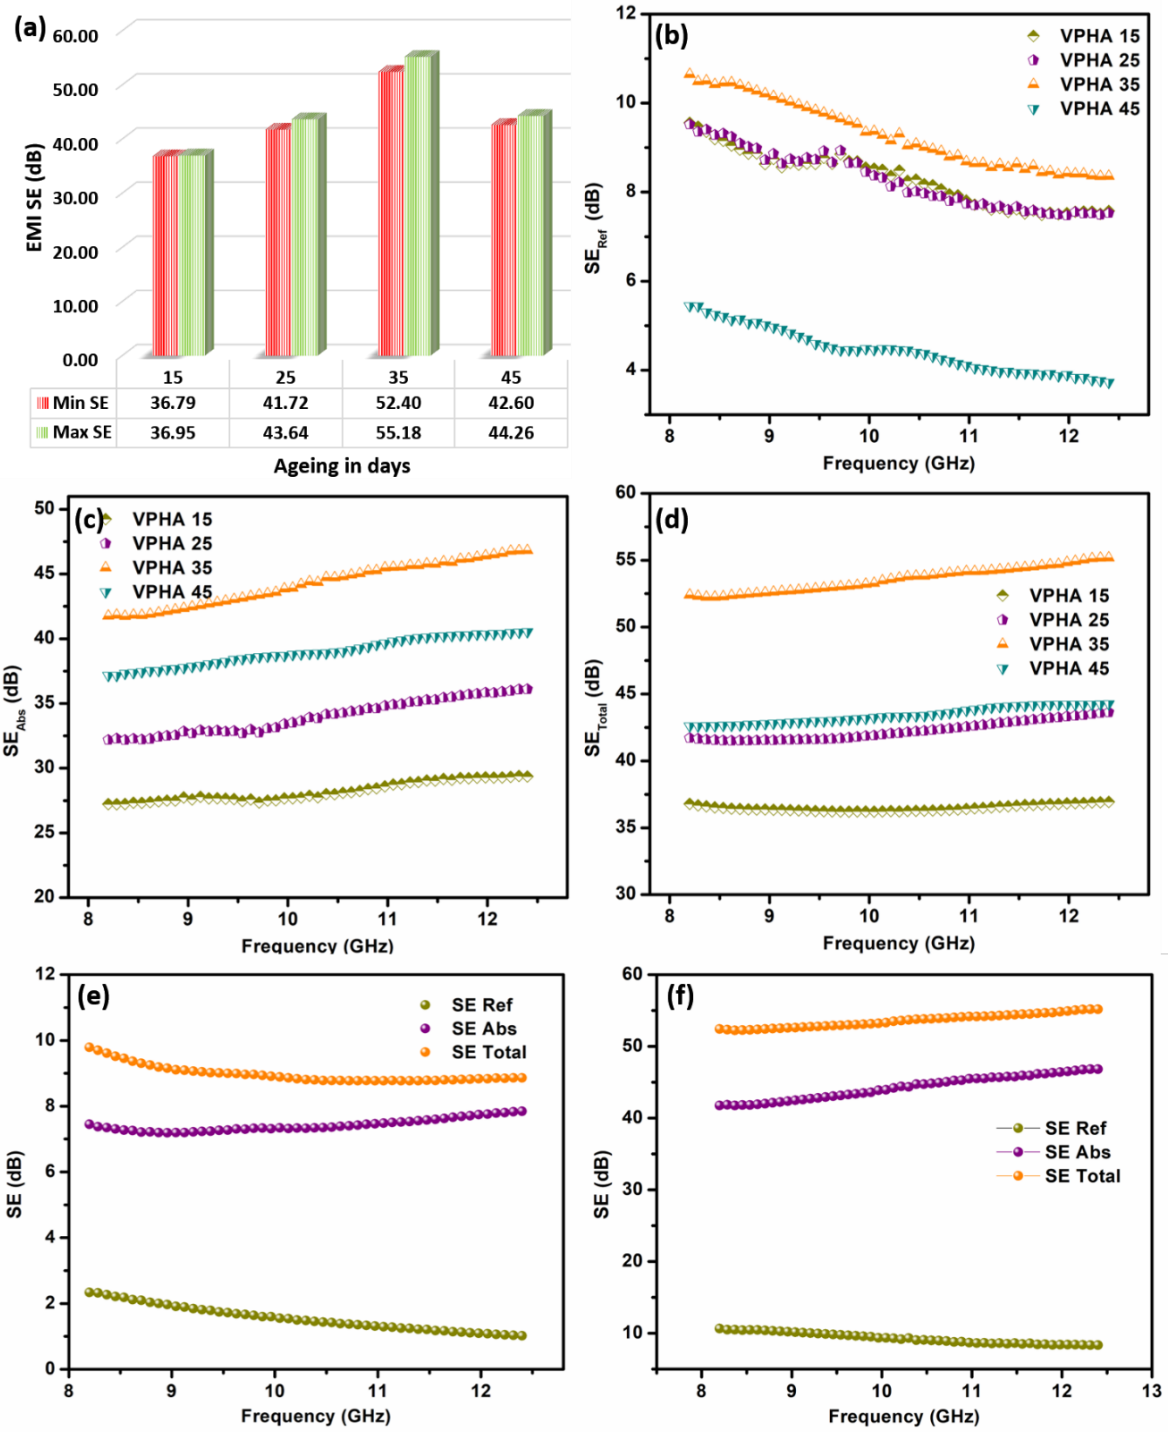 (a)
EMI SE (dB)
60.00
50.00
40.00
30.00
20.00
10.00
0.00
15 25 35 45
Min SE 36.79 41.72 52.40 42.60
Max SE 36.95 43.64 55.18 44.26
Ageing in days
(b)
VPHA 15
VPHA 25
VPHA 35
VPHA 45
SE Ref (dB)
12
10
8
6
4
8 9 10 11 12
Frequency (GHz)
(c)
VPHA 15
VPHA 25
VPHA 35
VPHA 45
SE Abs (dB)
50
45
40
35
30
25
20
8 9 10 11 12
Frequency (GHz)
(d)
VPHA 15
VPHA 25
VPHA 35
VPHA 45
SE Total (dB)
60
55
50
45
40
35
30
8 9 10 11 12
Frequency (GHz)
(e)
SE Ref
SE Abs
SE Total
SE (dB)
12
10
8
6
4
2
0
8 9 10 11 12
Frequency (GHz)
(f)
SE Ref
SE Abs
SE Total
SE (dB)
60
50
40
30
20
10
8 9 10 11 12 13
Frequency (GHz)